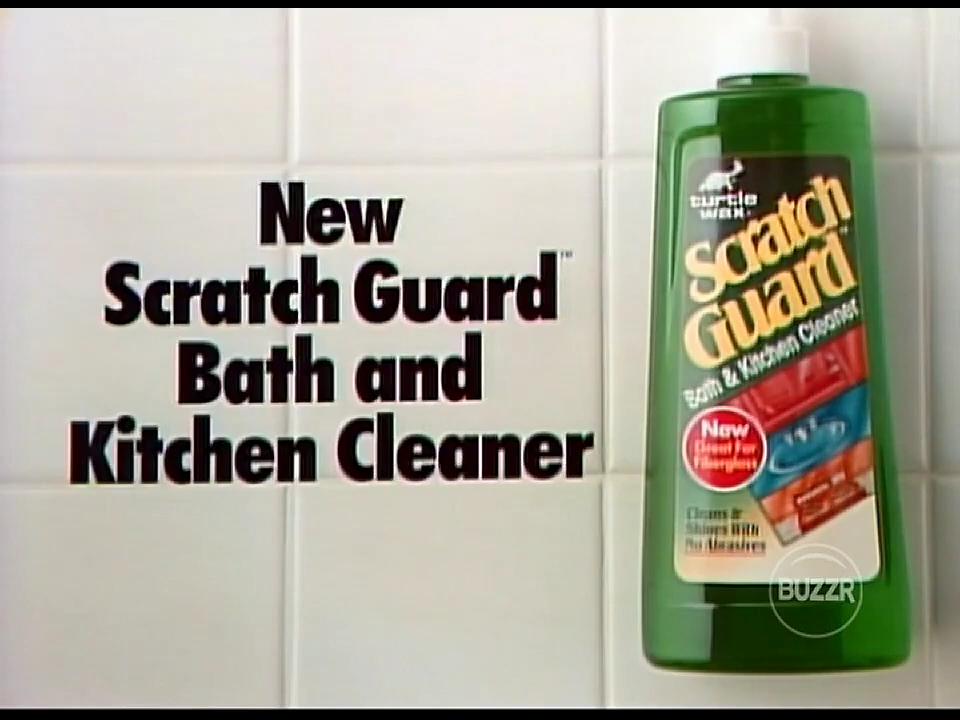 New
Scratch Guard™
Bath and
Kitchen Cleaner
turtle
wax
Scratch
Guard™
Bath & Kitchen Cleaner
New
Great For
Fiberglass
Cleans &
Shines With
No Abrasives
BUZZR